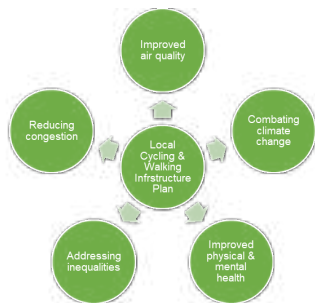 Improved
air quality
Reducing
congestion
Combating
climate
change
Local
Cycling &
Walking
Infrstructure
Plan
Addressing
inequalities
Improved
physical &
mental
health